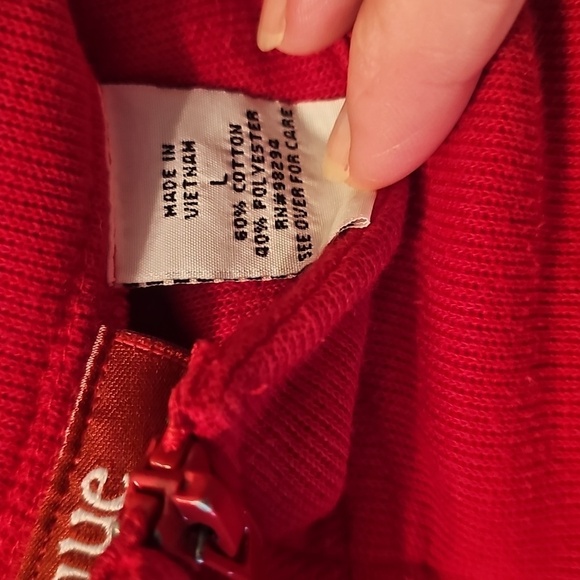 MADE IN
VIETNAM
L
60% COTTON
40% POLYESTER
RN#98294
SEE OVER FOR CARE